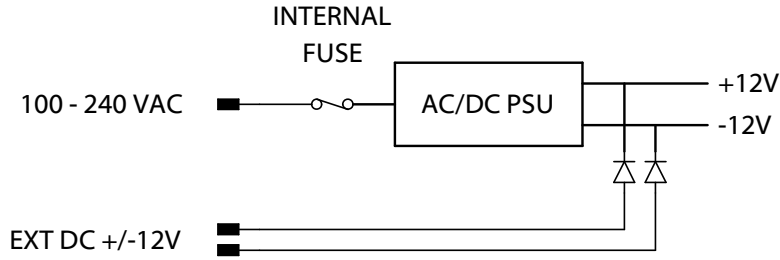 INTERNAL
FUSE
100 - 240 VAC
AC/DC PSU
+12V
-12V
EXT DC +/-12V